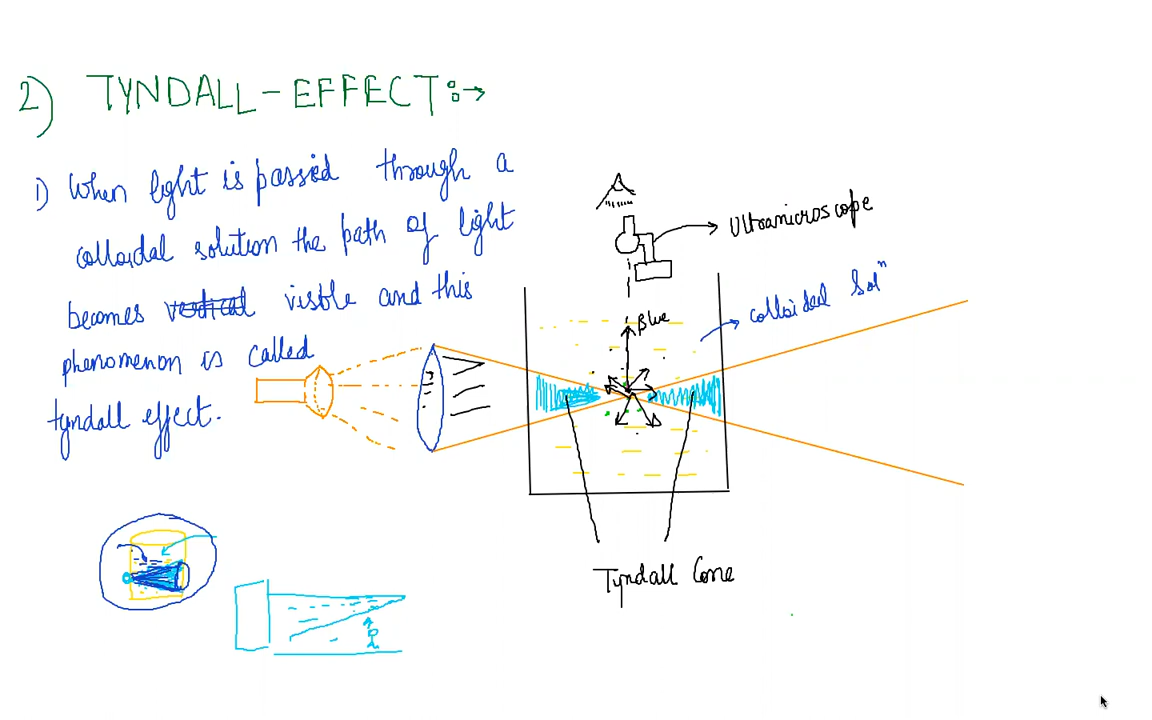 2) TYNDALL-EFFECT:→
1) When light is passed through a
colloidal solution the path of light
becomes vertical visible and this
phenomenon is called
tyndall effect.
Ultramicroscope
Blue
colloidal Solⁿ
Tyndall Cone